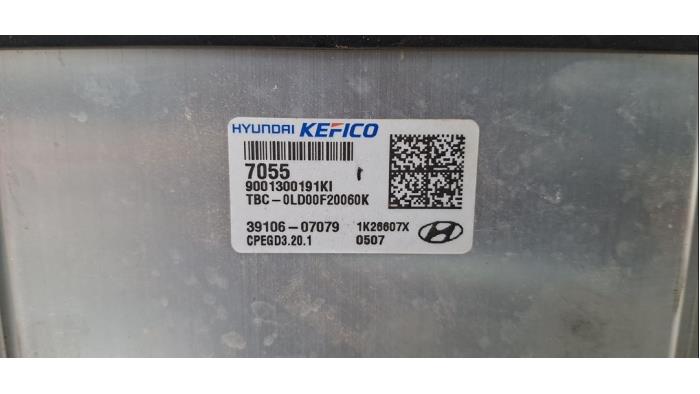 HYUNDAI KEFICO
7055
9001300191KI
TBC-0LD00F20060K
39106-07079 1K26607X
CPEGD3.20.1 0507